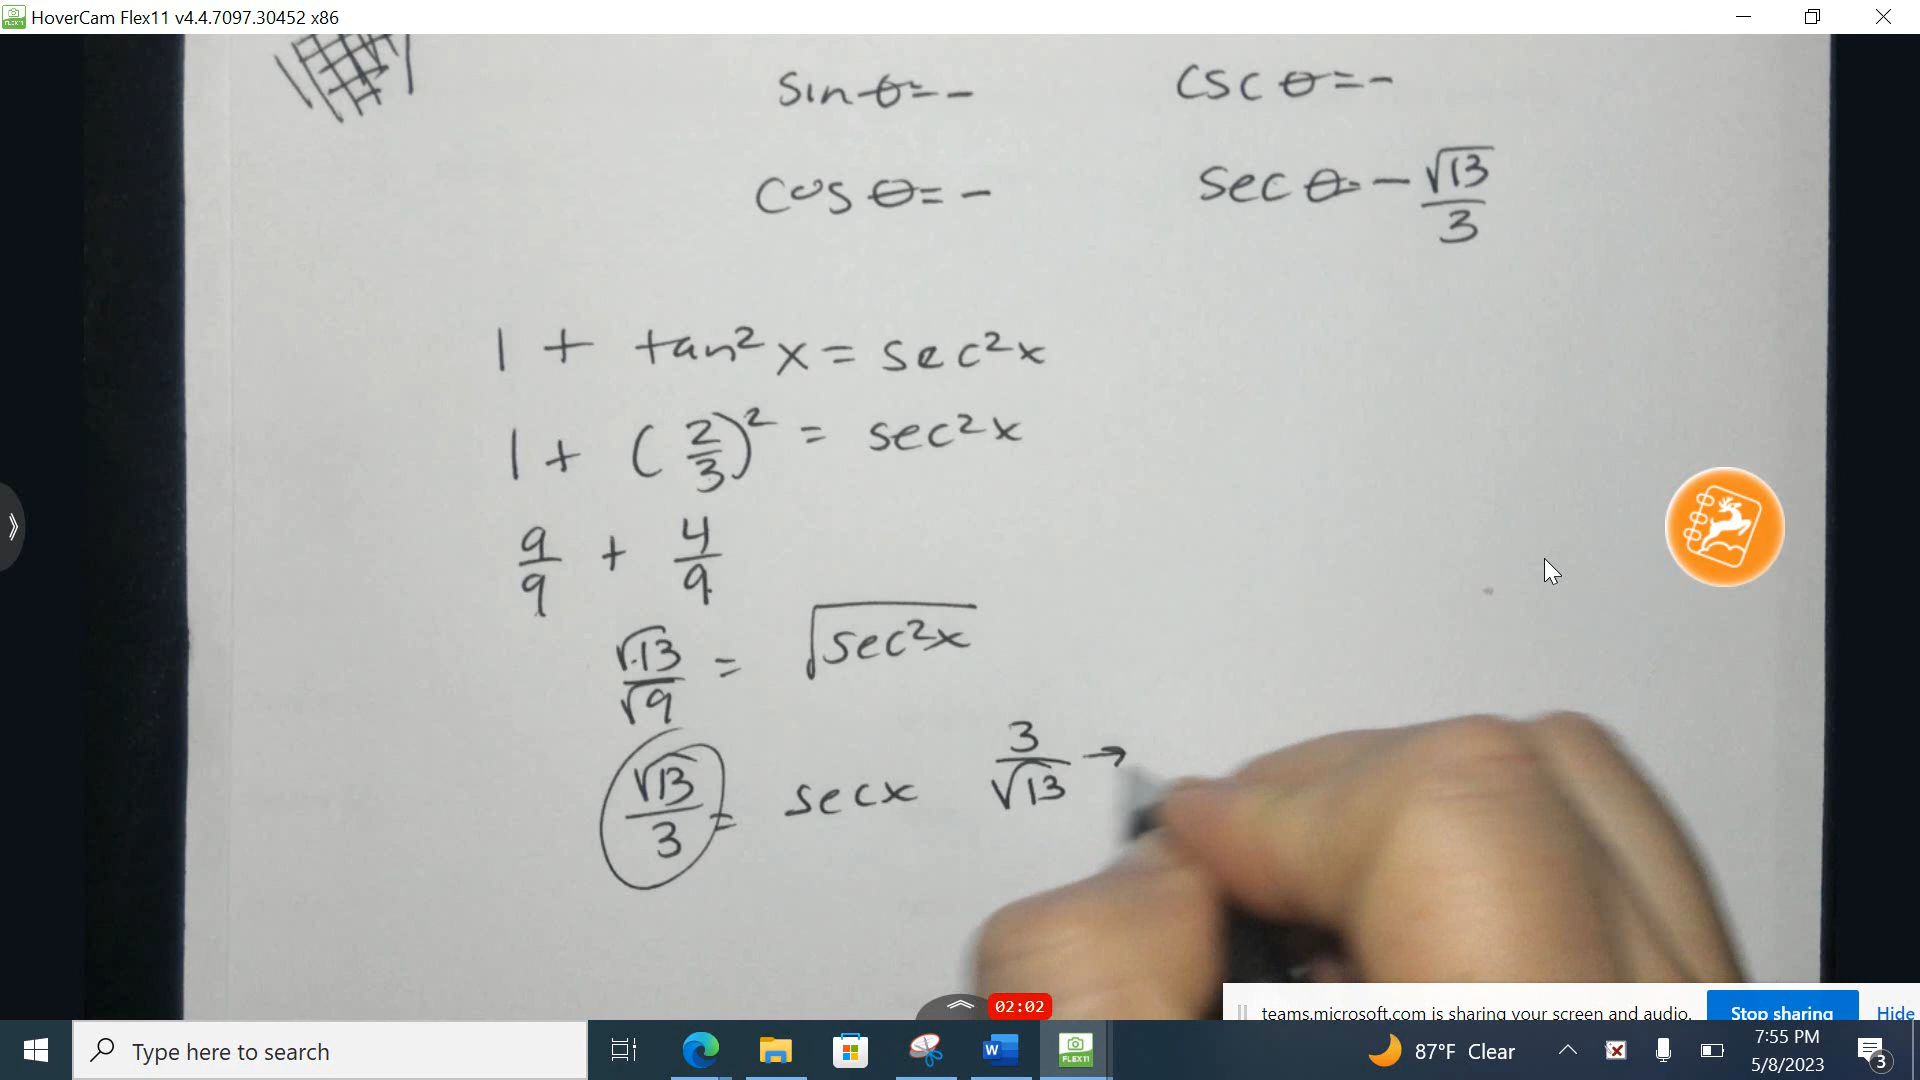 HoverCam Flex11 v4.4.7097.30452 x86
sin θ = -
csc θ = -
cos θ = -
sec θ = - √13/3
1 + tan²x = sec²x
1 + (2/3)² = sec²x
9/9 + 4/9
√13/√9 = √sec²x
√13/3 = sec x
3/√13 →
02:02
teams.microsoft.com is sharing your screen and audio.
Stop sharing
Hide
Type here to search
W
FLEX11
87°F Clear
7:55 PM
5/8/2023
3